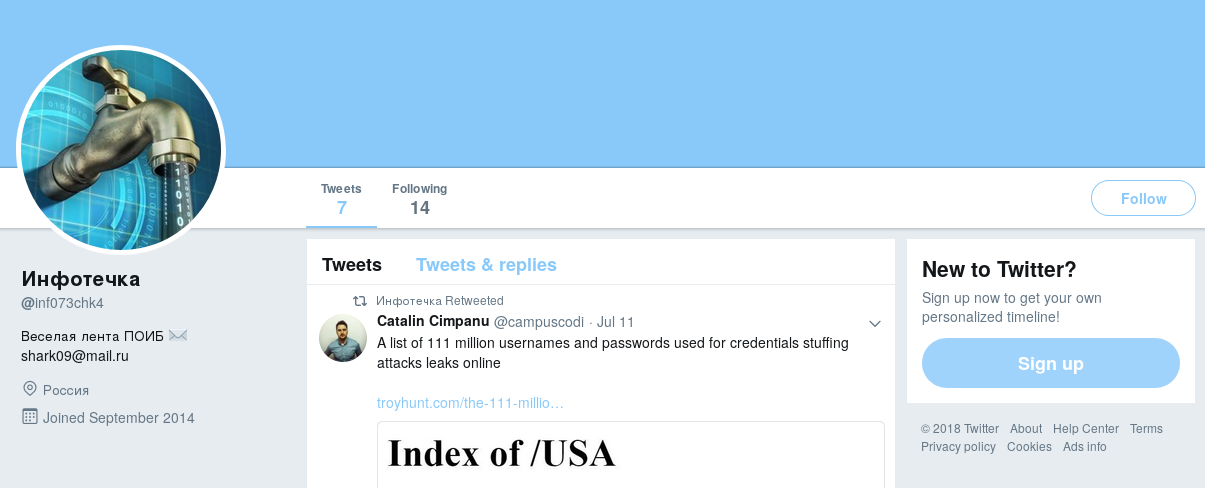 Tweets
7
Following
14
Follow
Инфотечка
@inf073chk4
Веселая лента ПОИБ ✉️
shark09@mail.ru
Россия
Joined September 2014
Tweets
Tweets & replies
Инфотечка Retweeted
Catalin Cimpanu @campuscodi · Jul 11
A list of 111 million usernames and passwords used for credentials stuffing
attacks leaks online
troyhunt.com/the-111-millio…
Index of /USA
New to Twitter?
Sign up now to get your own
personalized timeline!
Sign up
© 2018 Twitter About Help Center Terms
Privacy policy Cookies Ads info